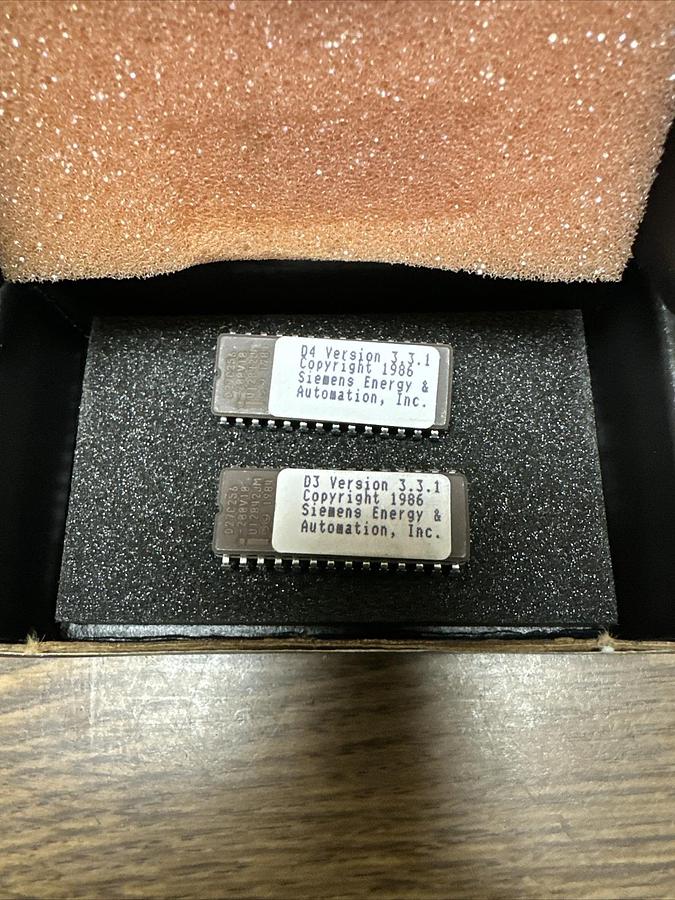 D4 Version 3.3.1
Copyright 1986
Siemens Energy &
Automation, Inc.
D3 Version 3.3.1
Copyright 1986
Siemens Energy &
Automation, Inc.
D27C256